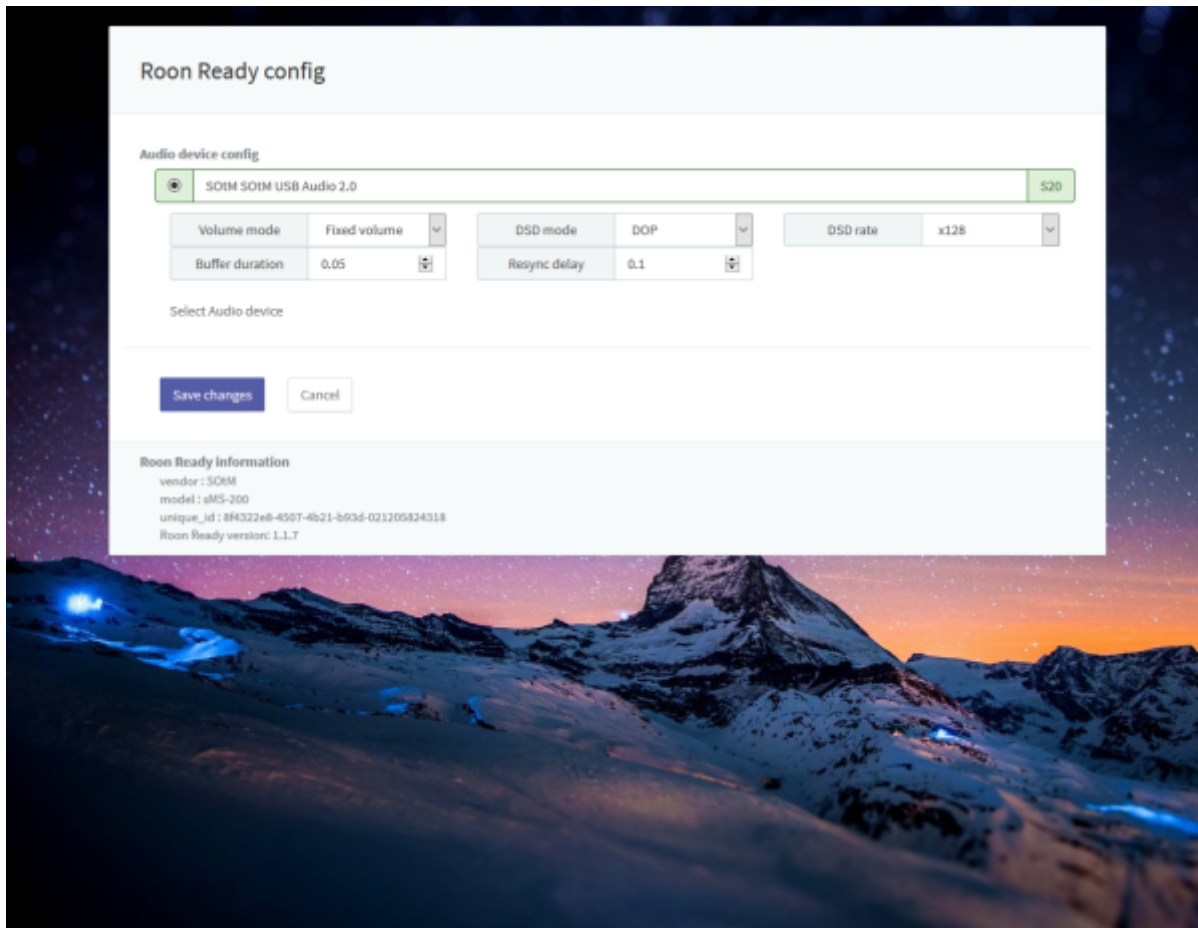 Roon Ready config
Audio device config
SOtM SOtM USB Audio 2.0 S20
Volume mode Fixed volume DSD mode DOP DSD rate x128
Buffer duration 0.05 Resync delay 0.1
Select Audio device
Save changes Cancel
Roon Ready information
vendor : SOtM
model : sMS-200
unique_id : 8f4322e8-4507-4b21-b93d-021205824318
Roon Ready version: 1.1.7